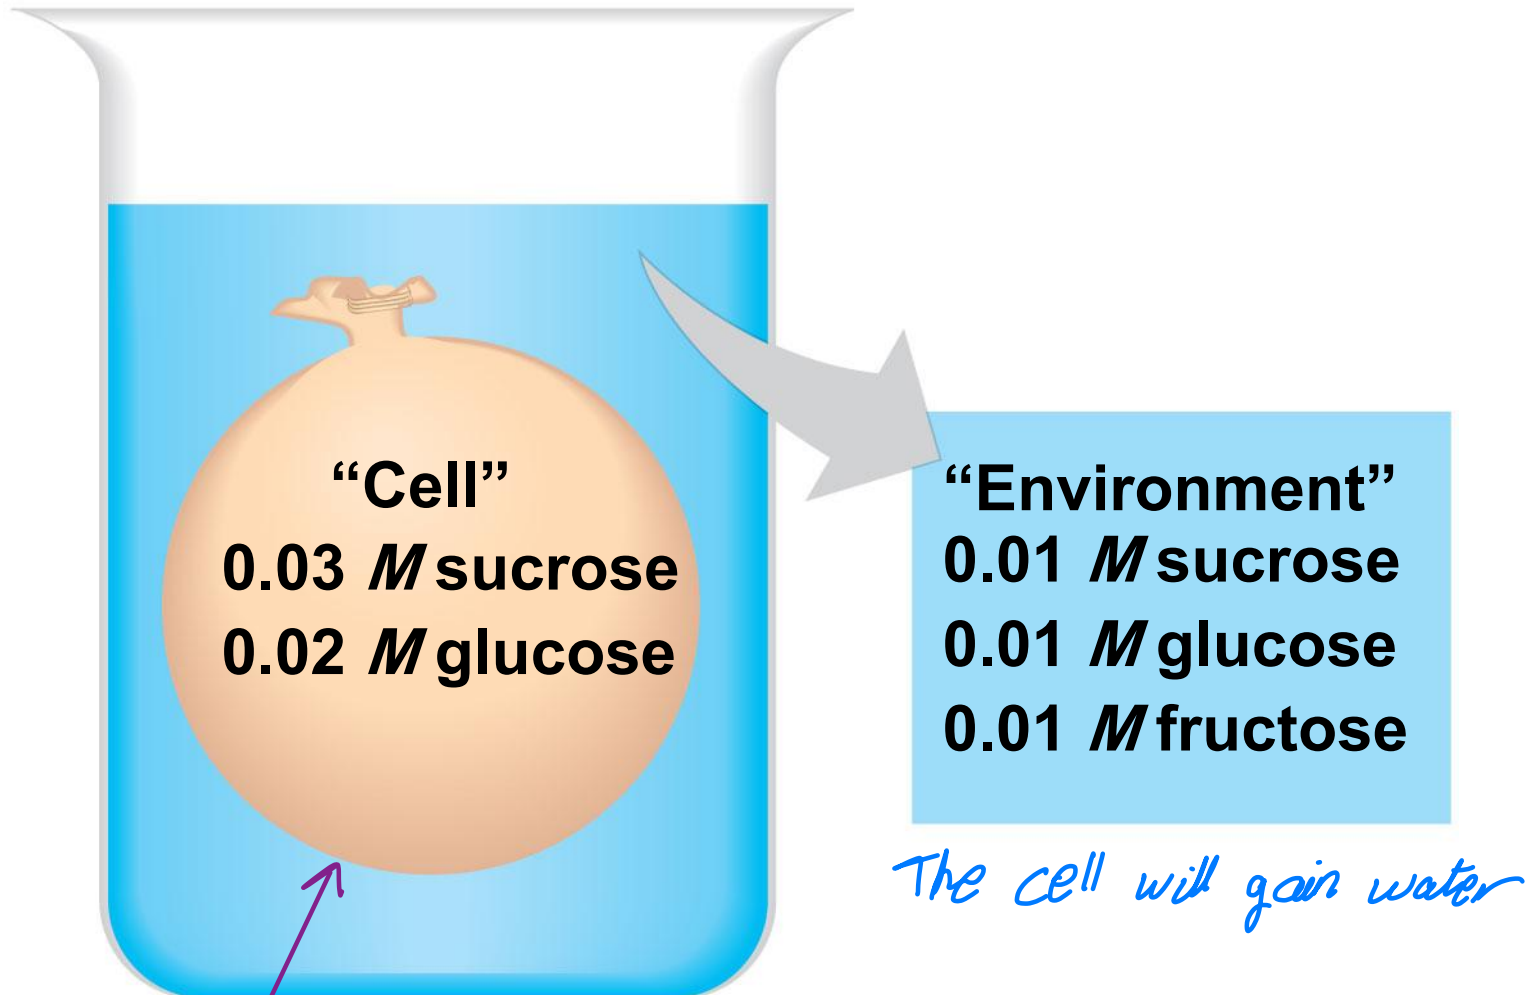 “Cell”
0.03 M sucrose
0.02 M glucose
“Environment”
0.01 M sucrose
0.01 M glucose
0.01 M fructose
The cell will gain water